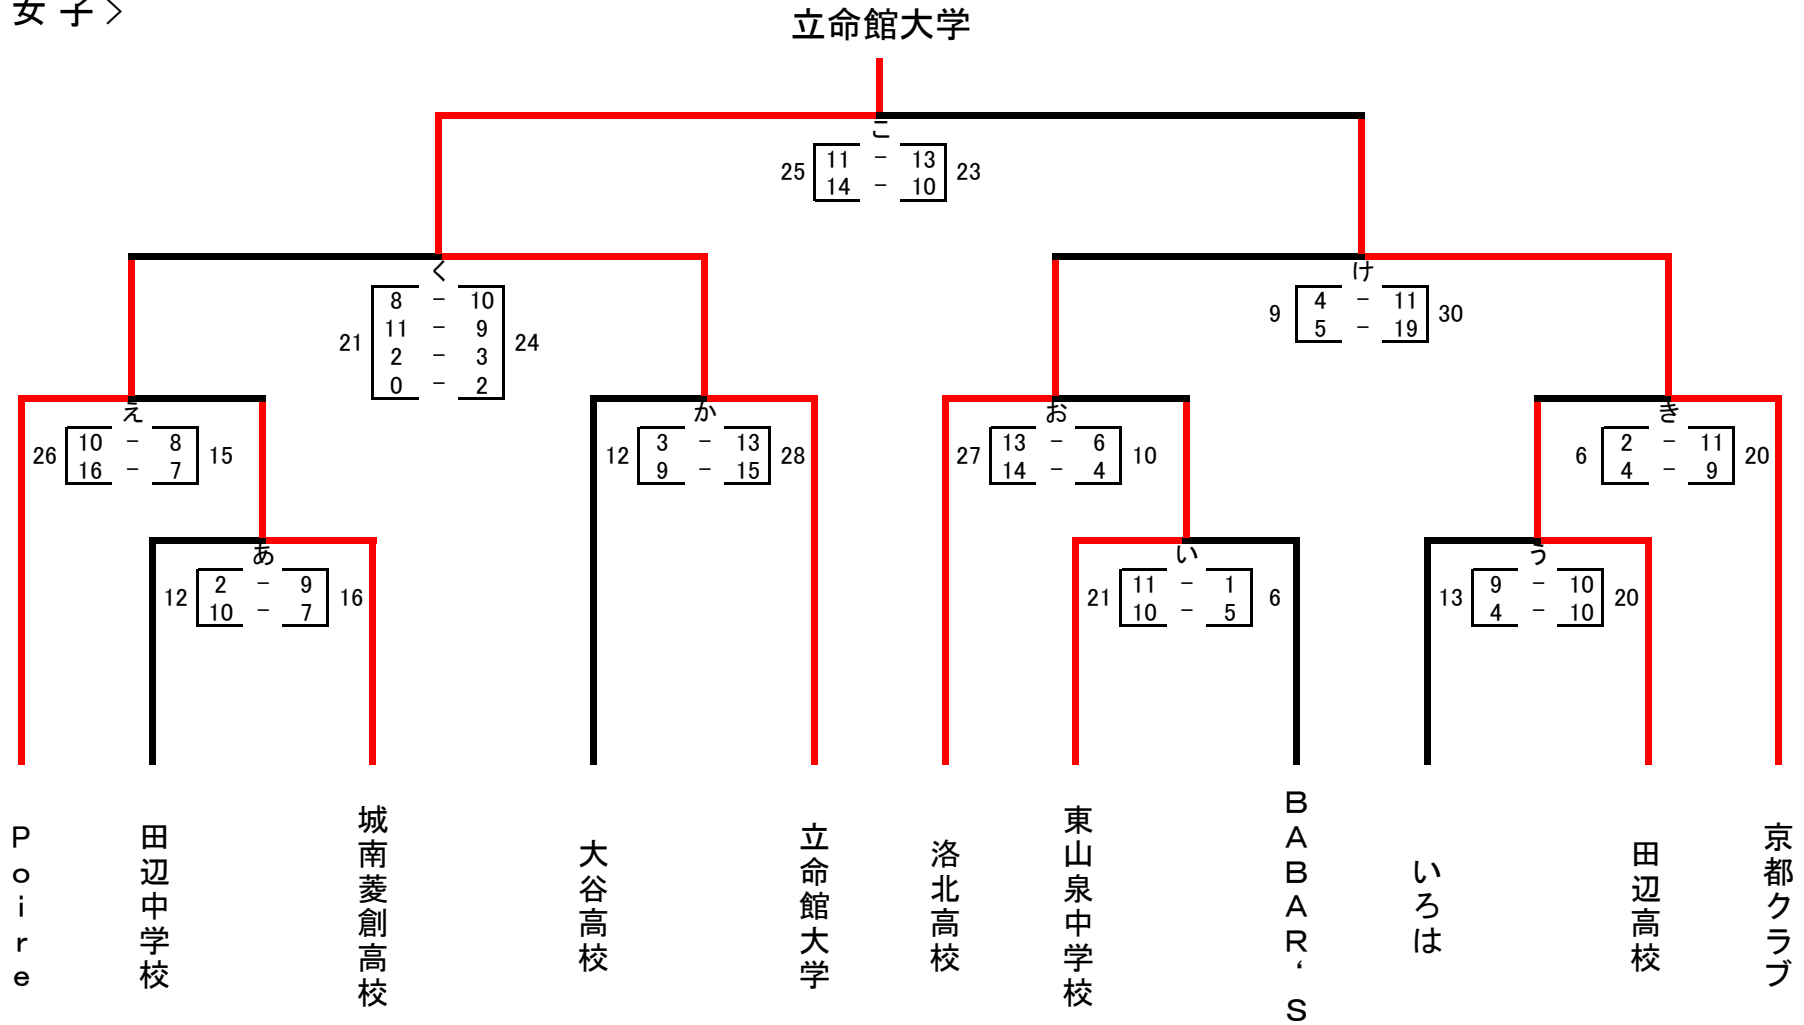 女 子 〉
立命館大学
こ
25 11 - 13 23
14 - 10
く
8 - 10
11 - 9
21 2 - 3 24
0 - 2
け
9 4 - 11 30
5 - 19
え
26 10 - 8 15
16 - 7
か
12 3 - 13 28
9 - 15
お
27 13 - 6 10
14 - 4
き
6 2 - 11 20
4 - 9
あ
12 2 - 9 16
10 - 7
い
21 11 - 1 6
10 - 5
う
13 9 - 10 20
4 - 10
Ｐｏｉｒｅ
田辺中学校
城南菱創高校
大谷高校
立命館大学
洛北高校
東山泉中学校
ＢＡＢＡＲ‘Ｓ
いろは
田辺高校
京都クラブ